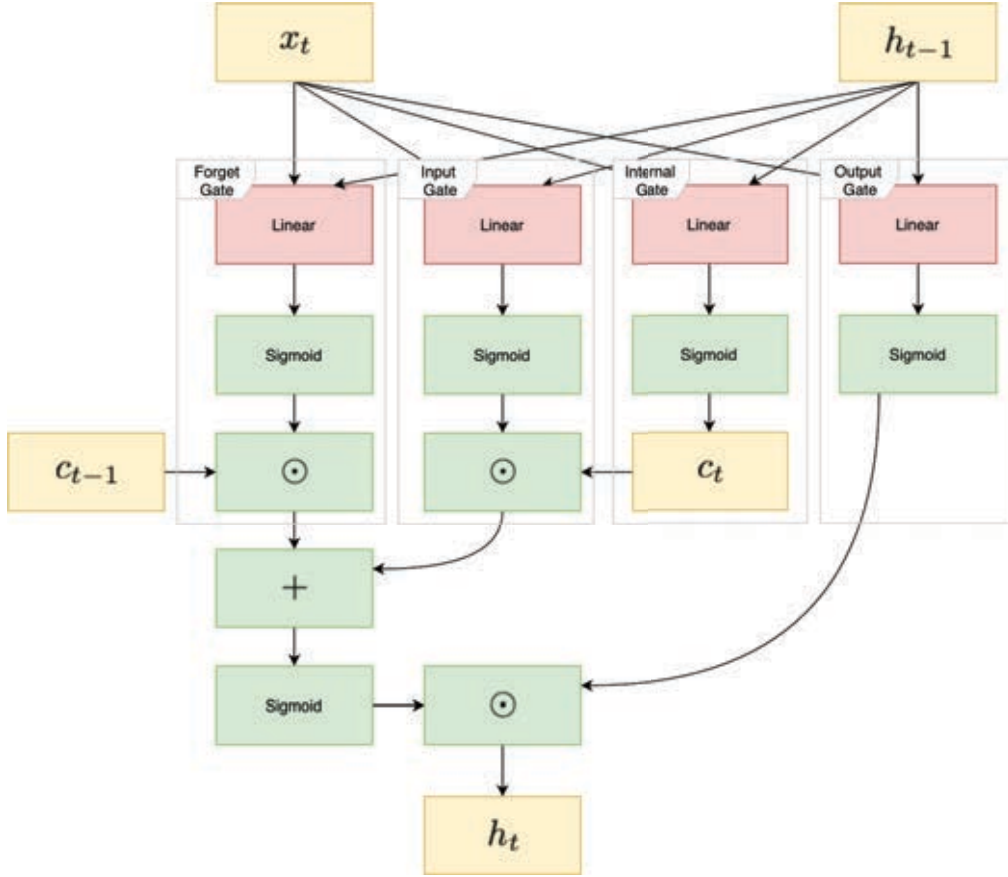 x_t
h_{t-1}
Forget
Gate
Input
Gate
Internal
Gate
Output
Gate
Linear
Linear
Linear
Linear
Sigmoid
Sigmoid
Sigmoid
Sigmoid
c_{t-1}
⊙
⊙
c_t
+
Sigmoid
⊙
h_t